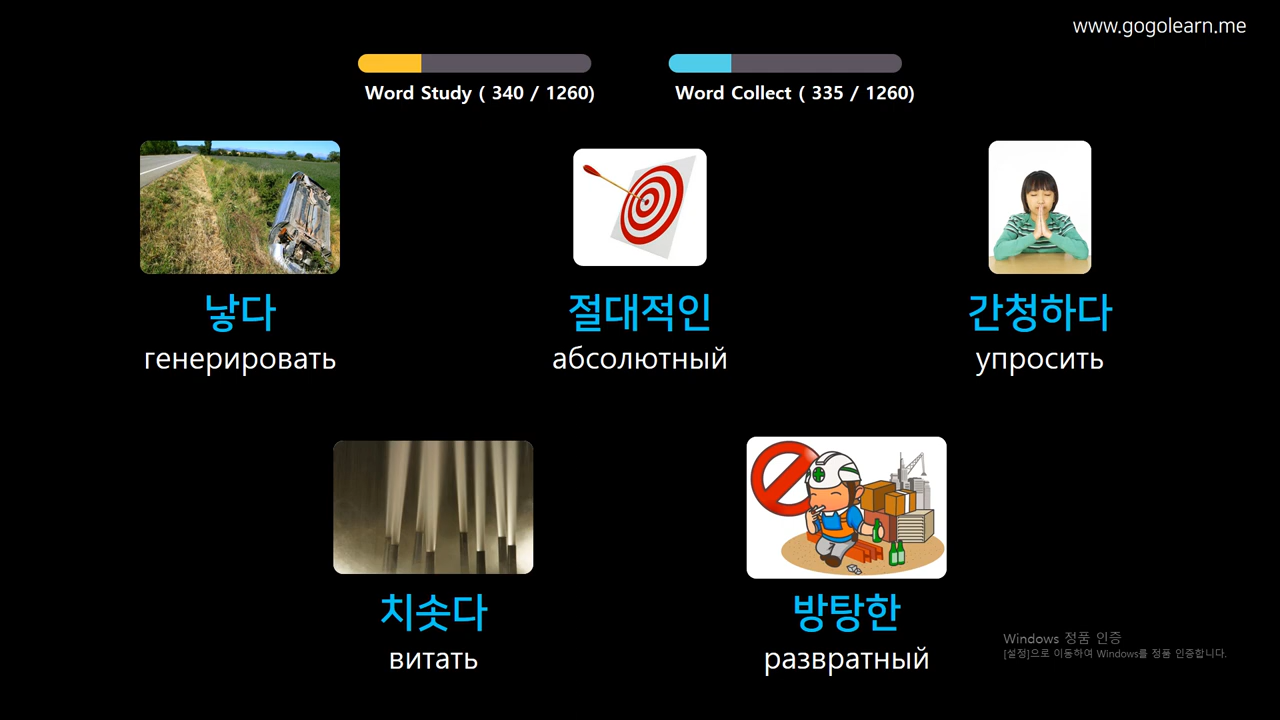 www.gogolearn.me
Word Study ( 340 / 1260)
Word Collect ( 335 / 1260)
낳다
генерировать
절대적인
абсолютный
간청하다
упросить
치솟다
витать
방탕한
развратный
Windows 정품 인증
[설정]으로 이동하여 Windows를 정품 인증합니다.